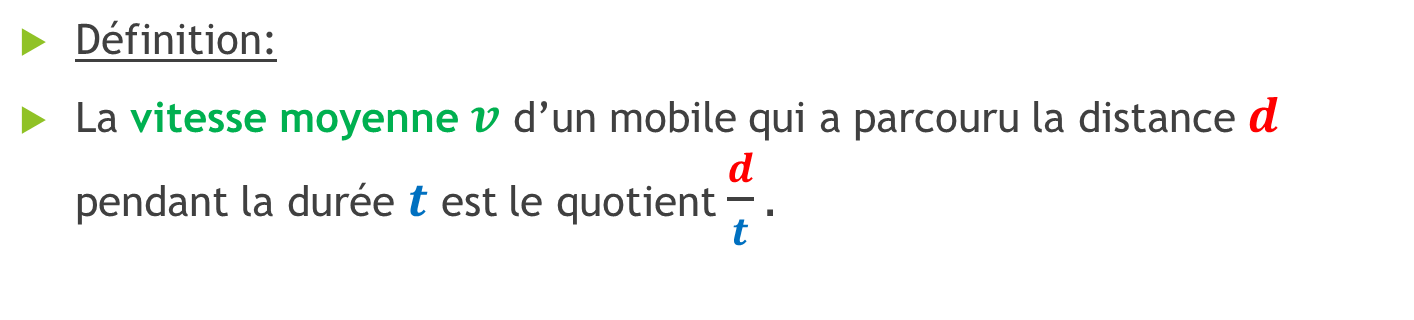 Définition:
La vitesse moyenne v d’un mobile qui a parcouru la distance d
pendant la durée t est le quotient d/t .